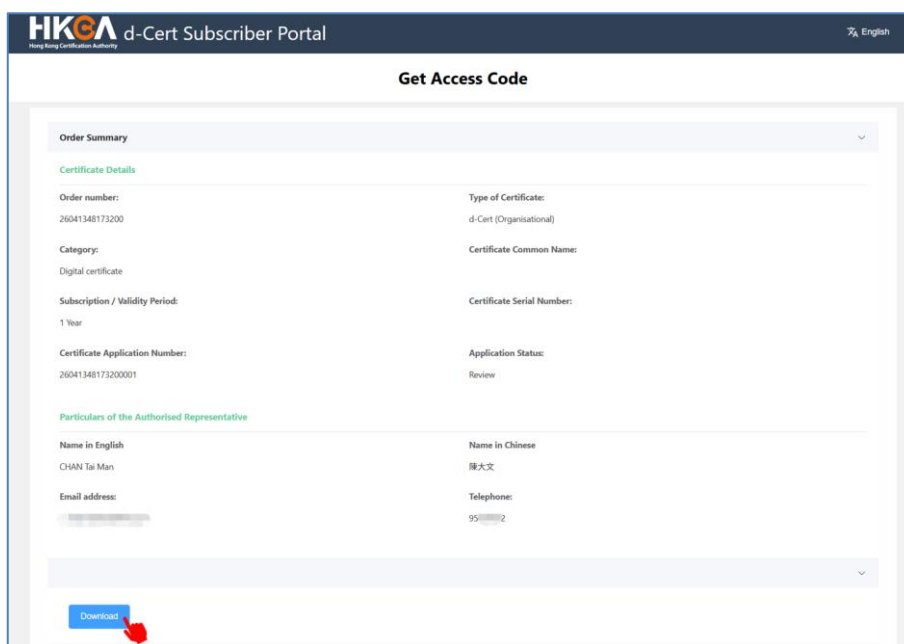 HKCA d-Cert Subscriber Portal
Hong Kong Certification Authority
English
Get Access Code
Order Summary
Certificate Details
Order number:
Type of Certificate:
26041348173200
d-Cert (Organisational)
Category:
Certificate Common Name:
Digital certificate
Subscription / Validity Period:
Certificate Serial Number:
1 Year
Certificate Application Number:
Application Status:
26041348173200001
Review
Particulars of the Authorised Representative
Name in English
Name in Chinese
CHAN Tai Man
陳大文
Email address:
Telephone:
95 2
Download